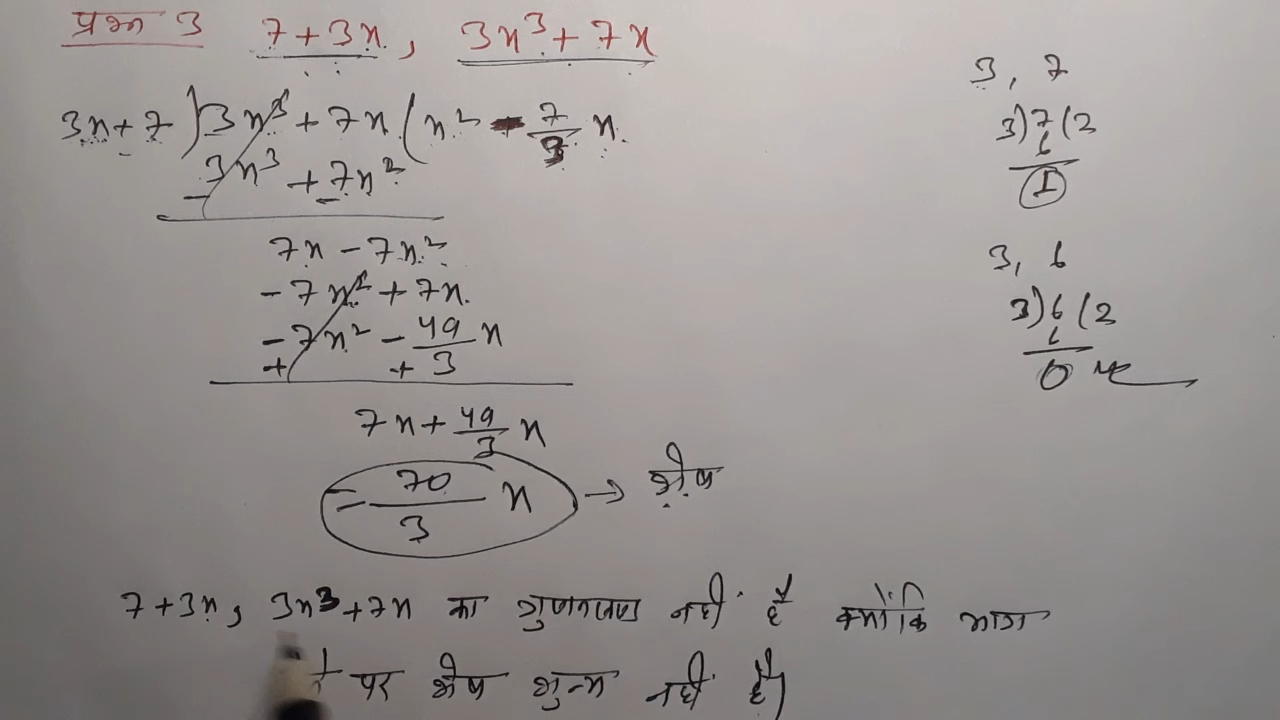 प्रश्न 3 7+3x, 3x³+7x
3x+7)3x³+7x(x² - 7/3 x
3x³+7x²
-   -
7x-7x²
-7x²+7x
-7x² - 49/3 x
+   +
7x+49/3 x
= 70/3 x → शेष
7+3x, 3x³+7x का गुणनखण्ड नहीं है क्योंकि भाग
पर शेष शून्य नहीं है।
3, 7
3)7(2
6
1
3, 6
3)6(2
6
0